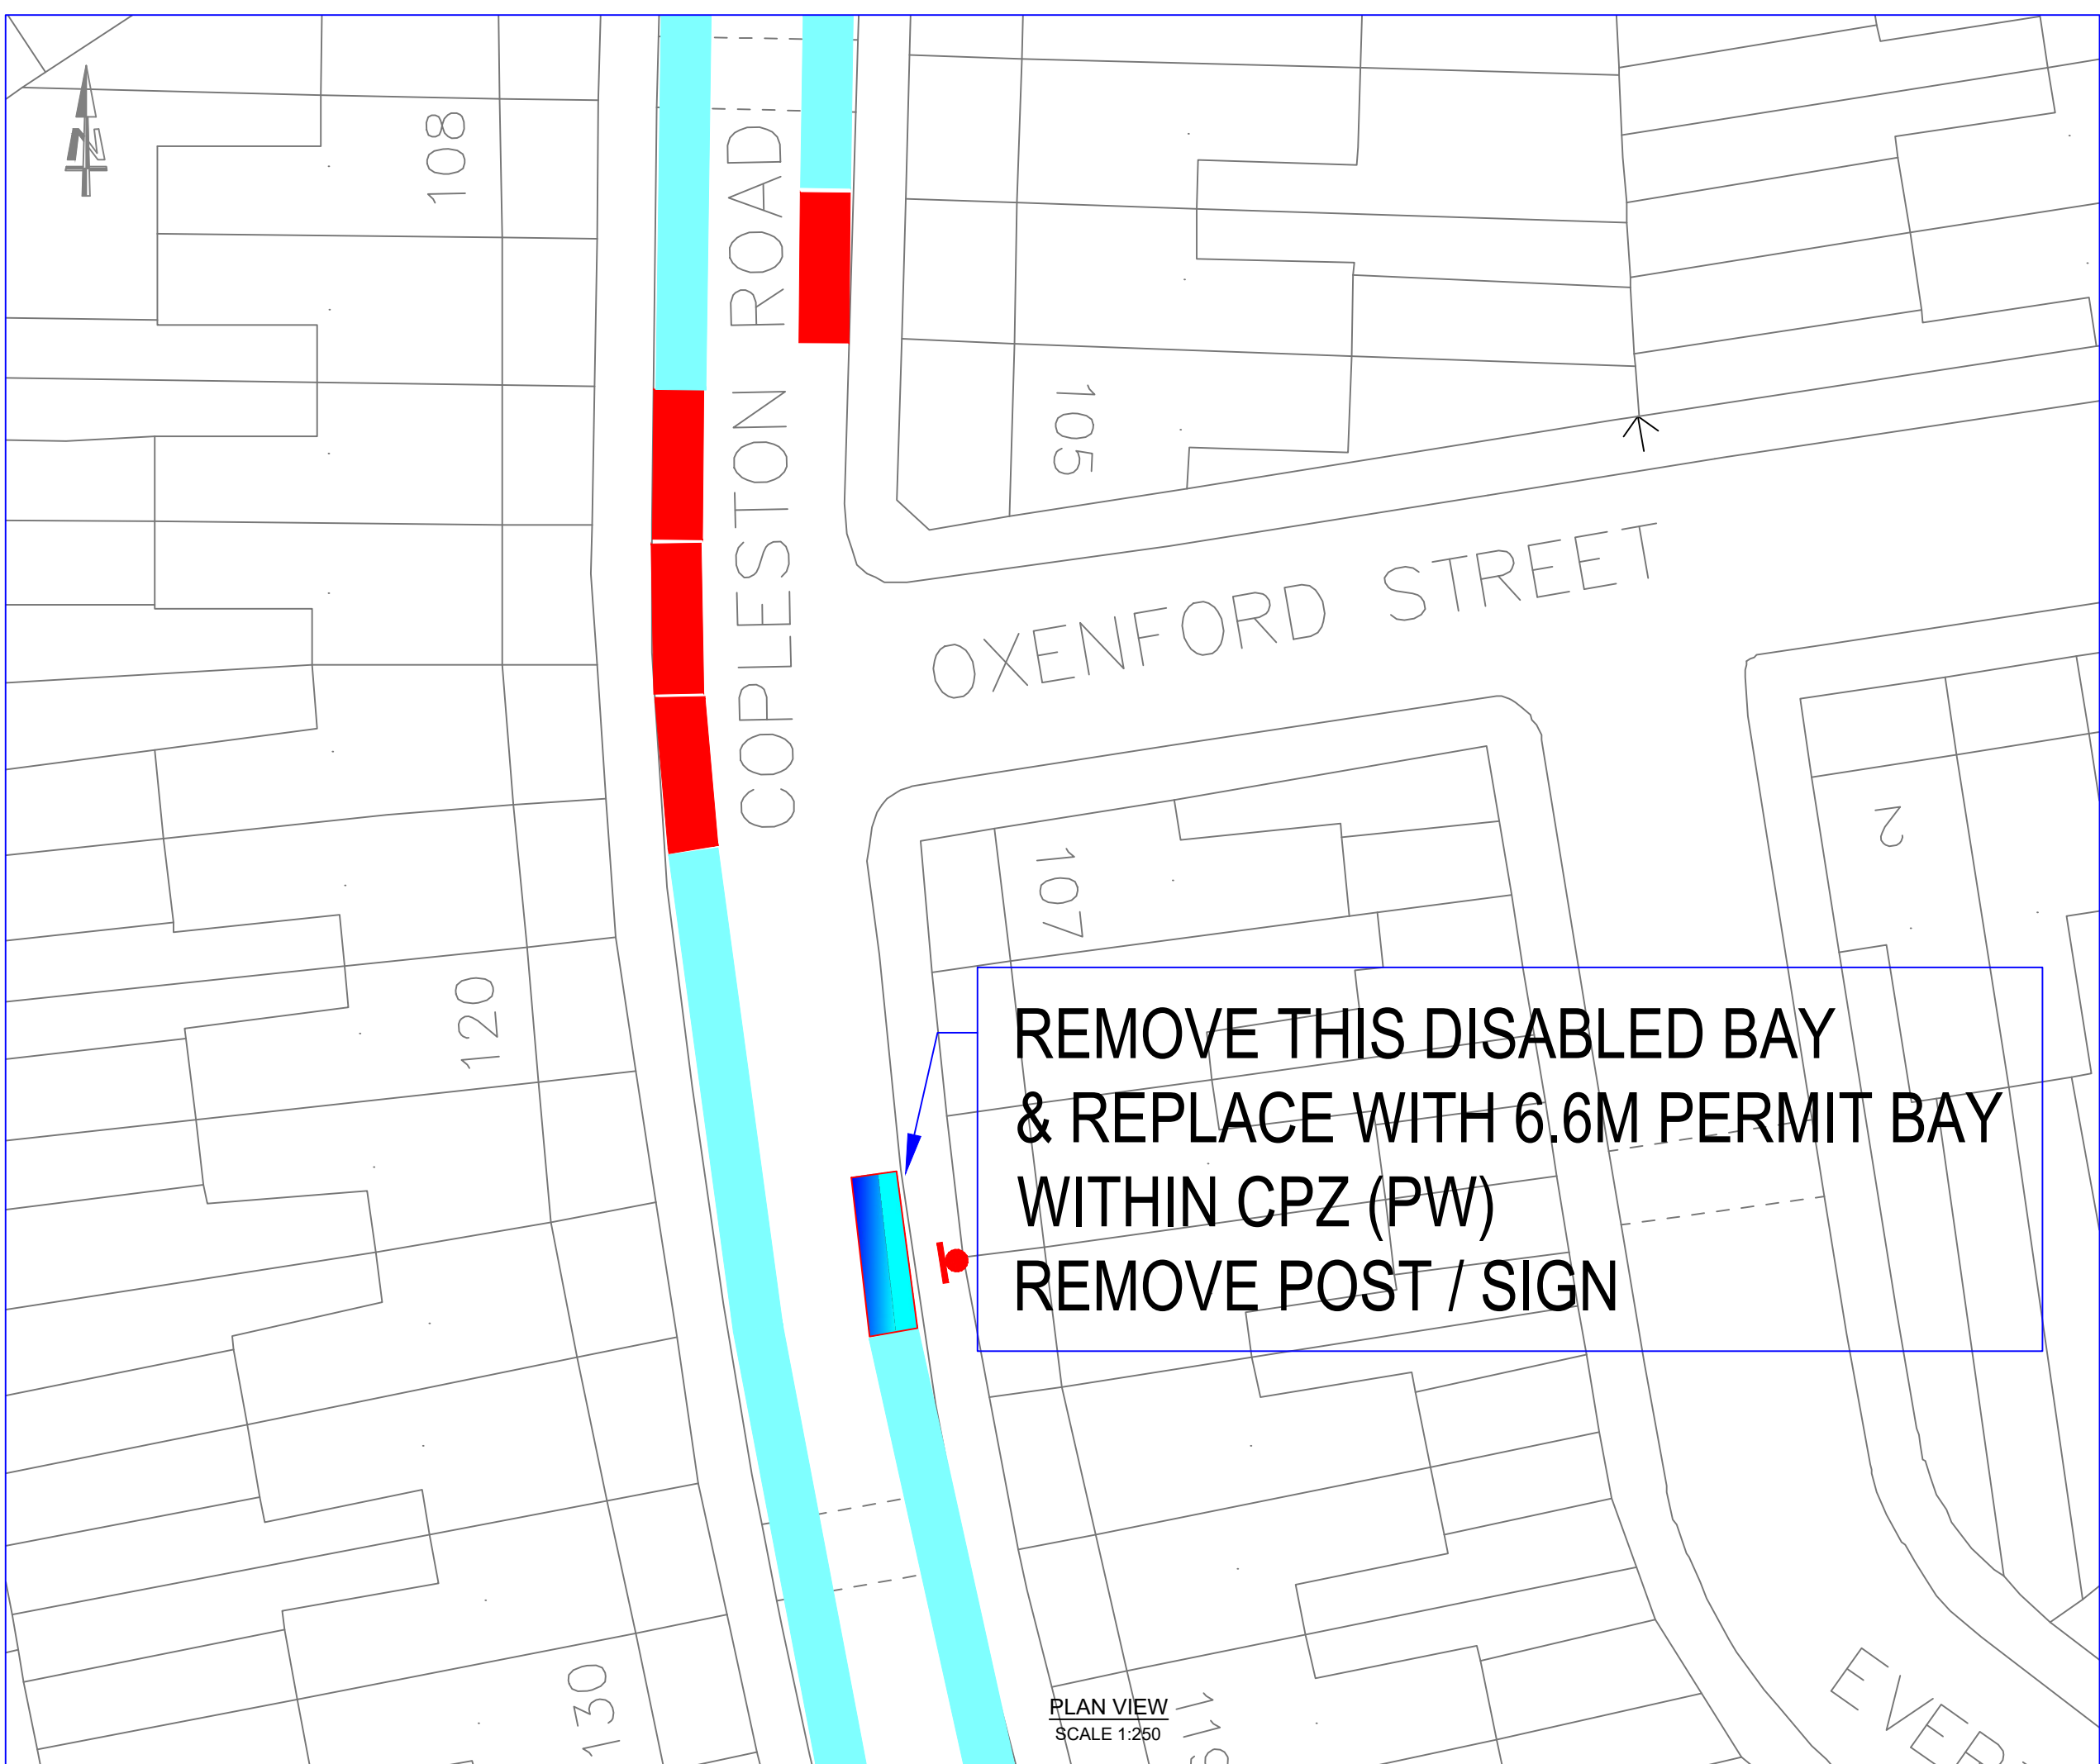 N
108
COPLESTON ROAD
105
OXENFORD STREET
107
2
120
REMOVE THIS DISABLED BAY
& REPLACE WITH 6.6M PERMIT BAY
WITHIN CPZ (PW)
REMOVE POST / SIGN
130
PLAN VIEW
SCALE 1:250